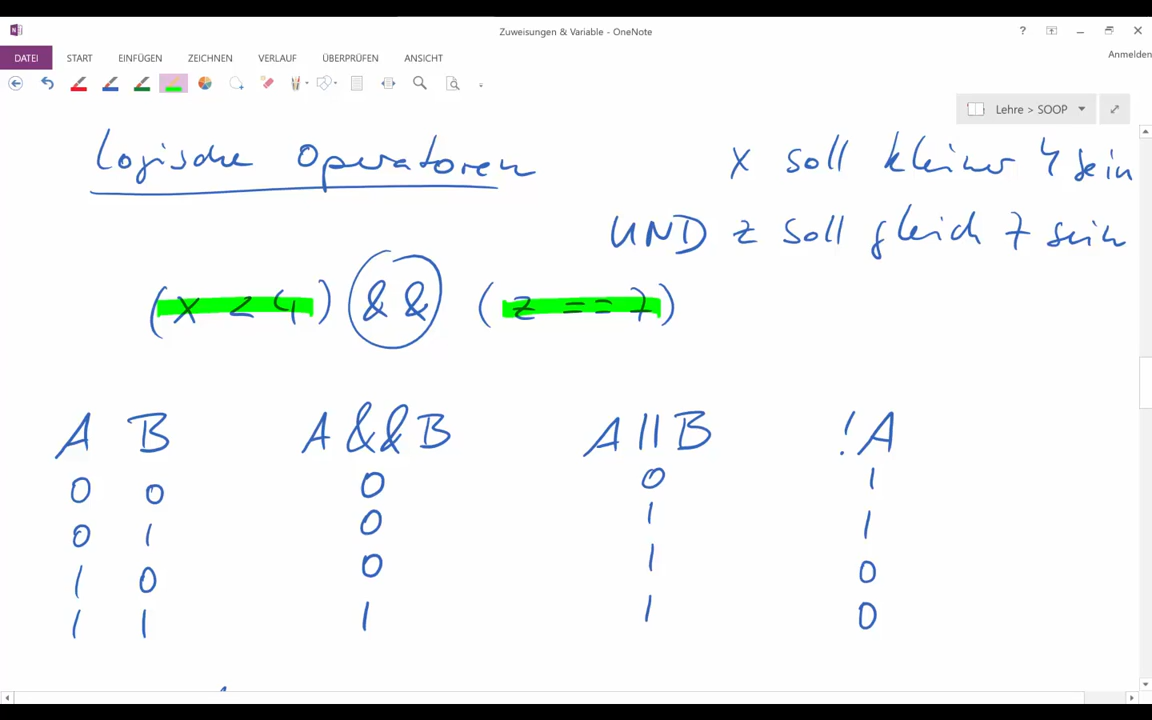 Zuweisungen & Variable - OneNote
?
DATEI START EINFÜGEN ZEICHNEN VERLAUF ÜBERPRÜFEN ANSICHT
Anmelden
Lehre > SOOP
Logische Operatoren
x soll kleiner 4 sein
UND z soll gleich 7 sein
(x < 4) && (z == 7)
A B A&&B A||B !A
0 0 0 0 1
0 1 0 1 1
1 0 0 1 0
1 1 1 1 0